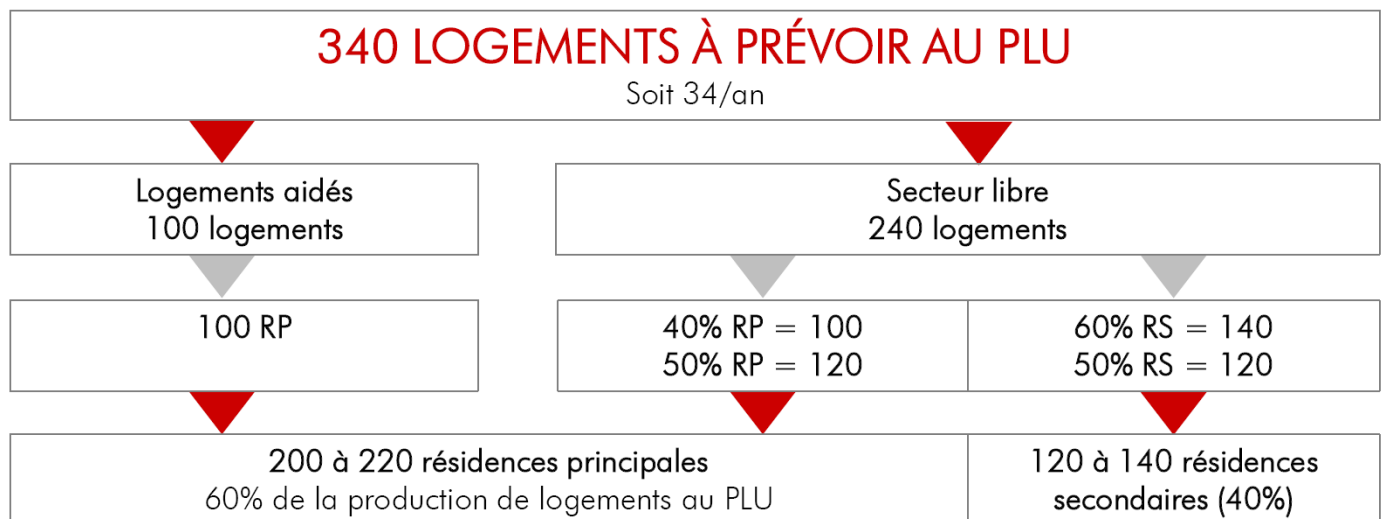 340 LOGEMENTS À PRÉVOIR AU PLU
Soit 34/an
Logements aidés
100 logements
Secteur libre
240 logements
100 RP
40% RP = 100
50% RP = 120
60% RS = 140
50% RS = 120
200 à 220 résidences principales
60% de la production de logements au PLU
120 à 140 résidences
secondaires (40%)